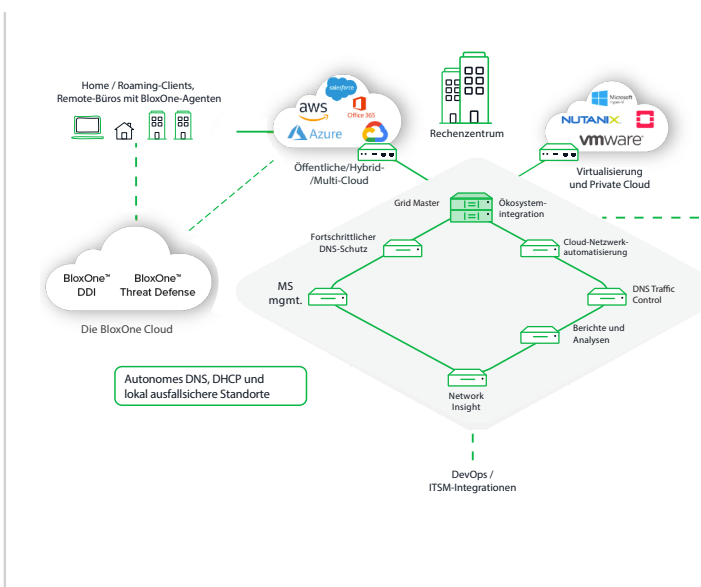 Home / Roaming-Clients,
Remote-Büros mit BloxOne-Agenten
salesforce
aws
Office 365
Azure
Öffentliche/Hybrid-
/Multi-Cloud
Rechenzentrum
Microsoft
Hyper-V
NUTANIX
vmware
Virtualisierung
und Private Cloud
Grid Master
Ökosystem-
integration
Fortschrittlicher
DNS-Schutz
Cloud-Netzwerk-
automatisierung
MS
mgmt.
DNS Traffic
Control
Berichte und
Analysen
Network
Insight
BloxOne™
DDI
BloxOne™
Threat Defense
Die BloxOne Cloud
Autonomes DNS, DHCP und
lokal ausfallsichere Standorte
DevOps /
ITSM-Integrationen